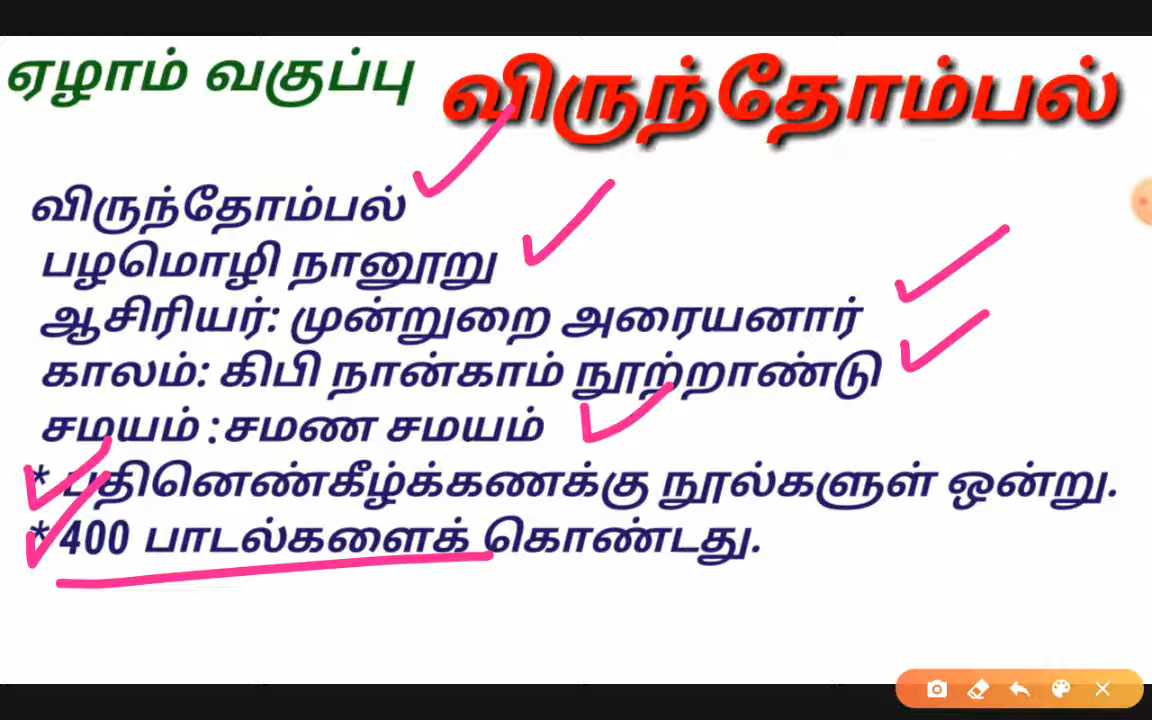 ஏழாம் வகுப்பு விருந்தோம்பல்
விருந்தோம்பல்
பழமொழி நானூறு
ஆசிரியர்: முன்றுறை அரையனார்
காலம்: கிபி நான்காம் நூற்றாண்டு
சமயம் :சமண சமயம்
* பதினெண்கீழ்க்கணக்கு நூல்களுள் ஒன்று.
* 400 பாடல்களைக் கொண்டது.